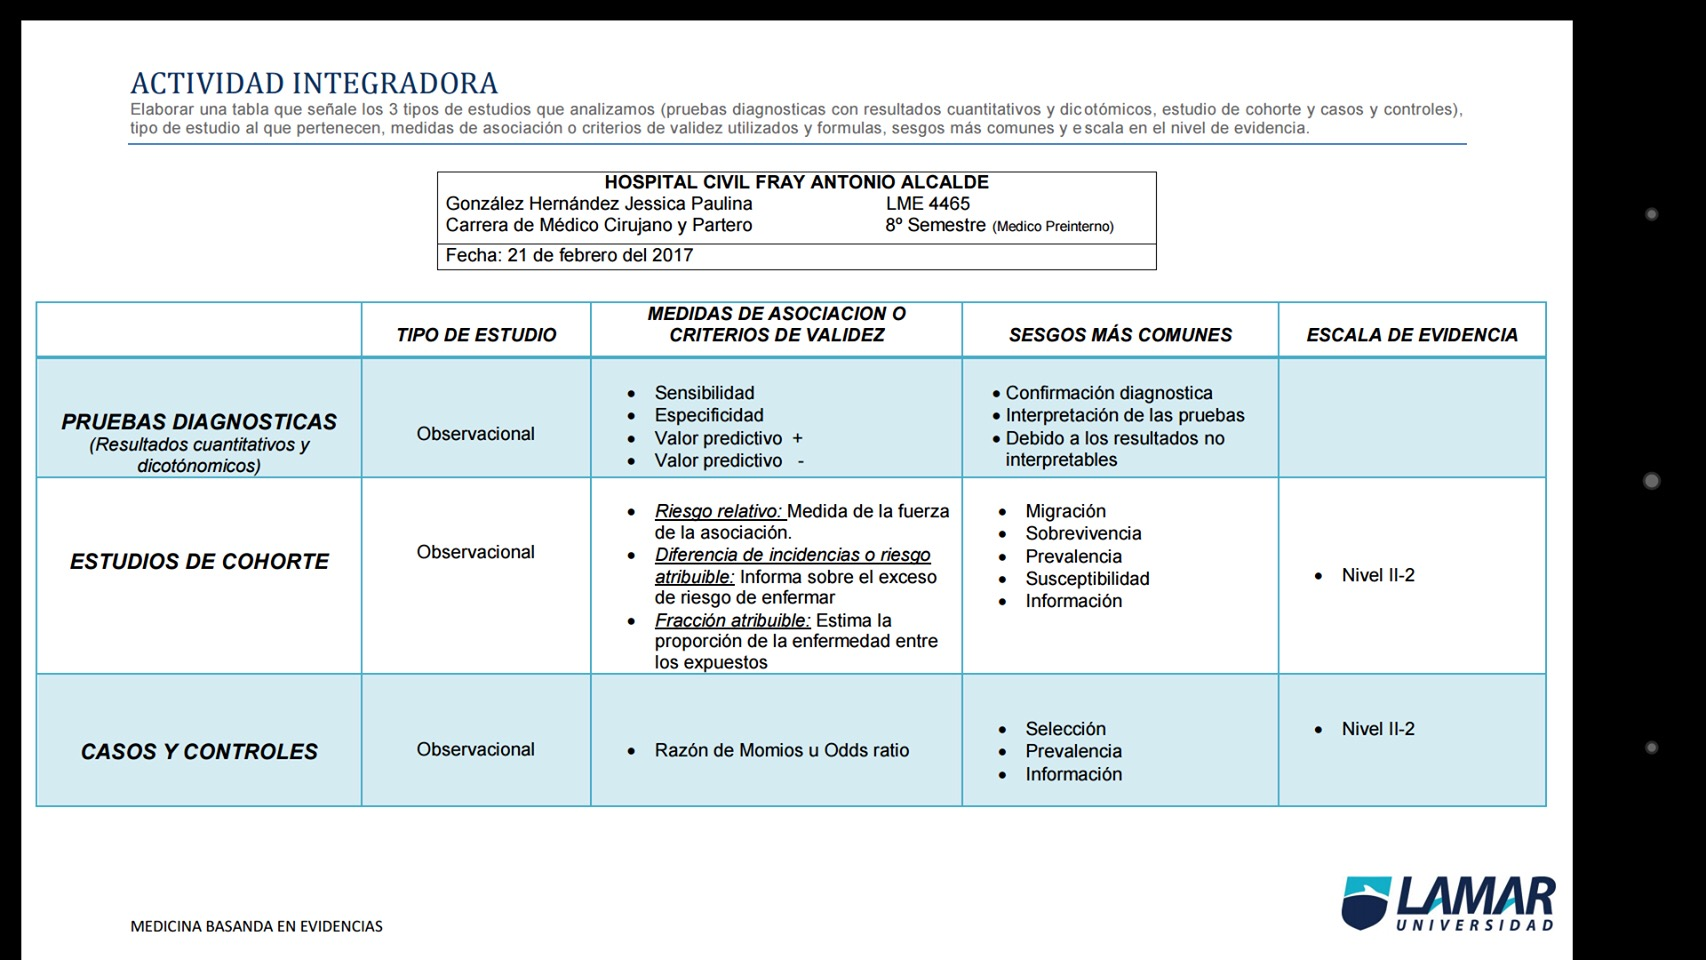 ACTIVIDAD INTEGRADORA
Elaborar una tabla que señale los 3 tipos de estudios que analizamos (pruebas diagnosticas con resultados cuantitativos y dicotómicos, estudio de cohorte y casos y controles),
tipo de estudio al que pertenecen, medidas de asociación o criterios de validez utilizados y formulas, sesgos más comunes y escala en el nivel de evidencia.
HOSPITAL CIVIL FRAY ANTONIO ALCALDE
González Hernández Jessica Paulina LME 4465
Carrera de Médico Cirujano y Partero 8º Semestre (Medico Preinterno)
Fecha: 21 de febrero del 2017
TIPO DE ESTUDIO
MEDIDAS DE ASOCIACION O
CRITERIOS DE VALIDEZ
SESGOS MÁS COMUNES
ESCALA DE EVIDENCIA
PRUEBAS DIAGNOSTICAS
(Resultados cuantitativos y
dicotónomicos)
Observacional
• Sensibilidad
• Especificidad
• Valor predictivo +
• Valor predictivo -
• Confirmación diagnostica
• Interpretación de las pruebas
• Debido a los resultados no
interpretables
ESTUDIOS DE COHORTE
Observacional
• Riesgo relativo: Medida de la fuerza
de la asociación.
• Diferencia de incidencias o riesgo
atribuible: Informa sobre el exceso
de riesgo de enfermar
• Fracción atribuible: Estima la
proporción de la enfermedad entre
los expuestos
• Migración
• Sobrevivencia
• Prevalencia
• Susceptibilidad
• Información
• Nivel II-2
CASOS Y CONTROLES
Observacional
• Razón de Momios u Odds ratio
• Selección
• Prevalencia
• Información
• Nivel II-2
MEDICINA BASANDA EN EVIDENCIAS
LAMAR
UNIVERSIDAD